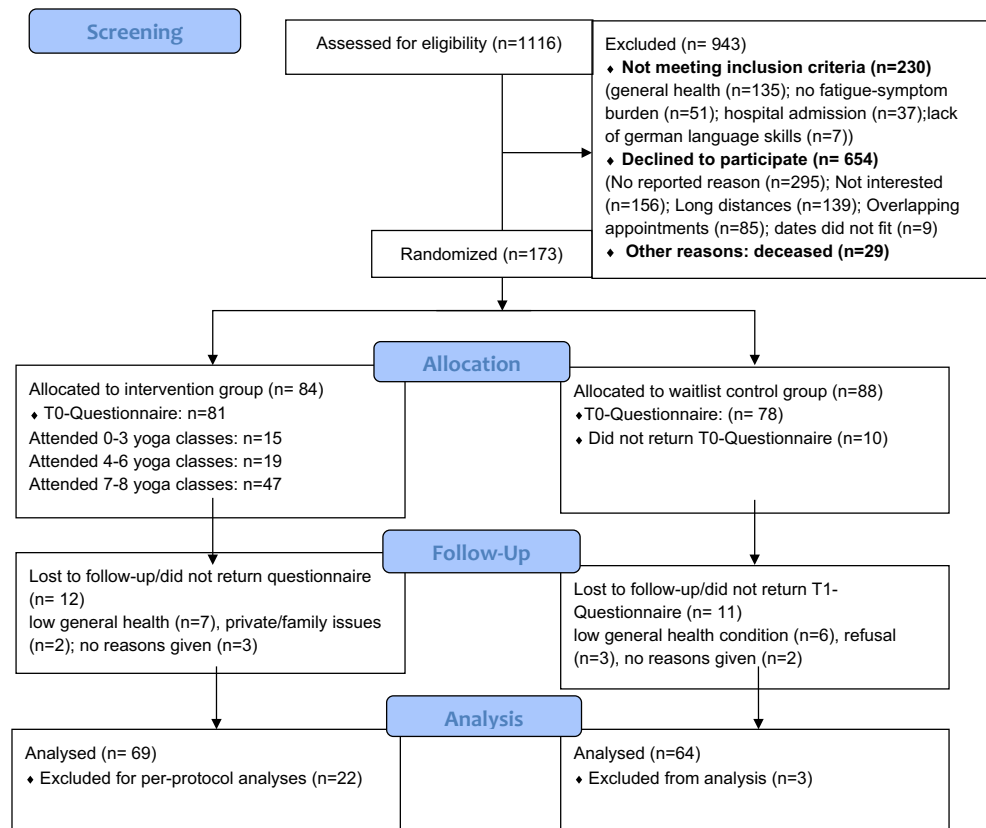 Screening
Assessed for eligibility (n=1116)
Excluded (n= 943)
♦ Not meeting inclusion criteria (n=230)
(general health (n=135); no fatigue-symptom
burden (n=51); hospital admission (n=37);lack
of german language skills (n=7))
♦ Declined to participate (n= 654)
(No reported reason (n=295); Not interested
(n=156); Long distances (n=139); Overlapping
appointments (n=85); dates did not fit (n=9)
♦ Other reasons: deceased (n=29)
Randomized (n=173)
Allocation
Allocated to intervention group (n= 84)
♦ T0-Questionnaire: n=81
Attended 0-3 yoga classes: n=15
Attended 4-6 yoga classes: n=19
Attended 7-8 yoga classes: n=47
Allocated to waitlist control group (n=88)
♦T0-Questionnaire: (n= 78)
♦ Did not return T0-Questionnaire (n=10)
Follow-Up
Lost to follow-up/did not return questionnaire
(n= 12)
low general health (n=7), private/family issues
(n=2); no reasons given (n=3)
Lost to follow-up/did not return T1-
Questionnaire (n= 11)
low general health condition (n=6), refusal
(n=3), no reasons given (n=2)
Analysis
Analysed (n= 69)
♦ Excluded for per-protocol analyses (n=22)
Analysed (n=64)
♦ Excluded from analysis (n=3)